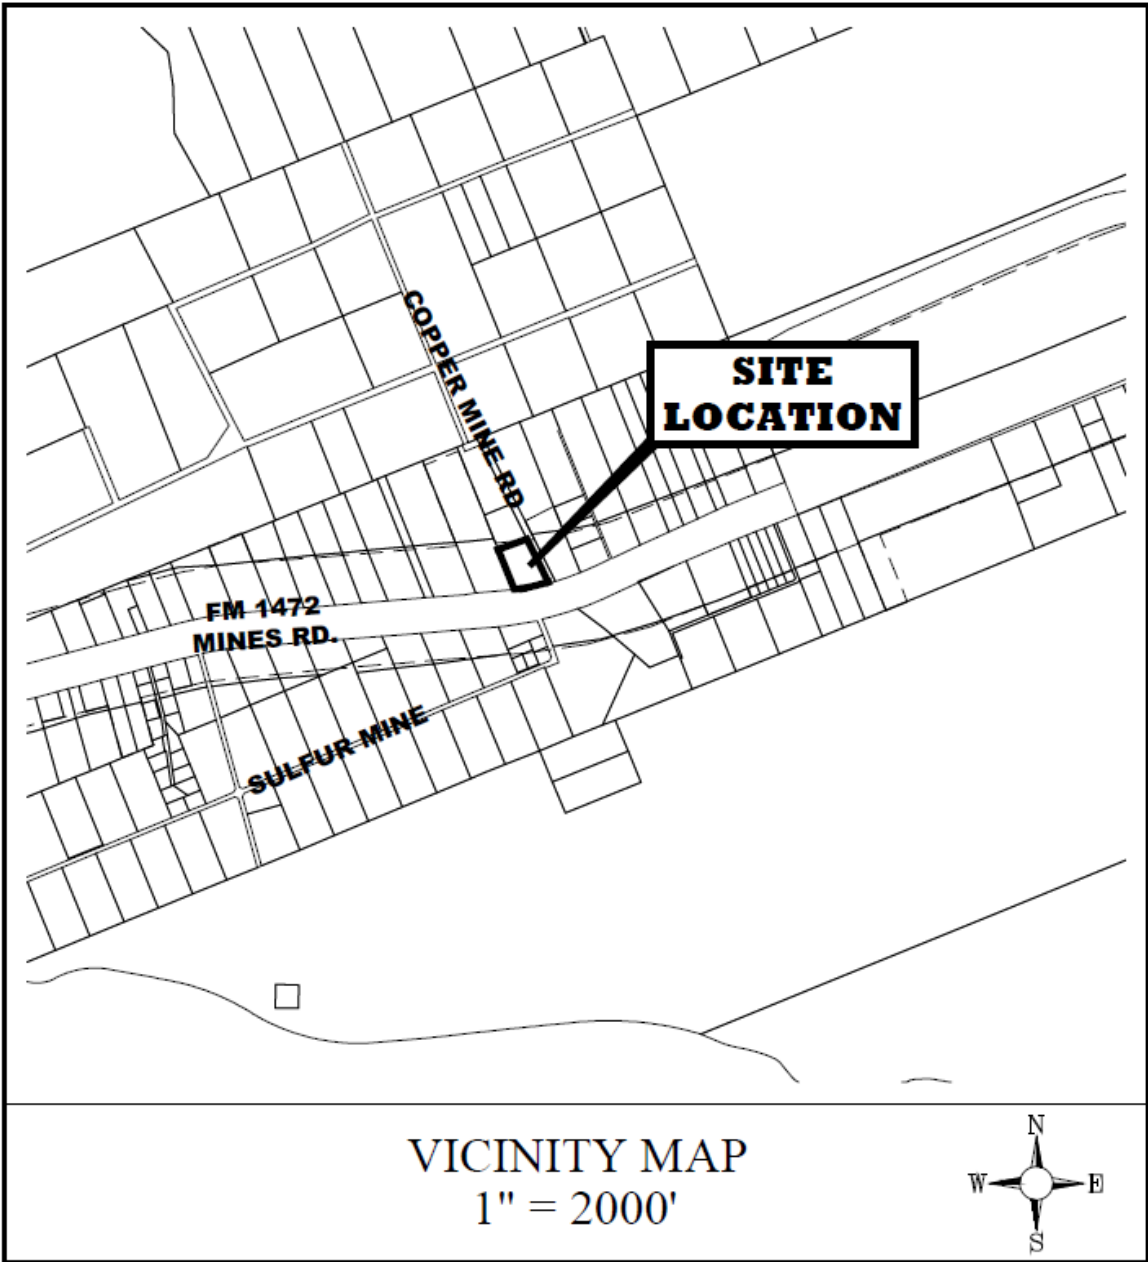 COPPER MINE RD
SITE
LOCATION
FM 1472
MINES RD.
SULFUR MINE
VICINITY MAP
1" = 2000'
N
W E
S